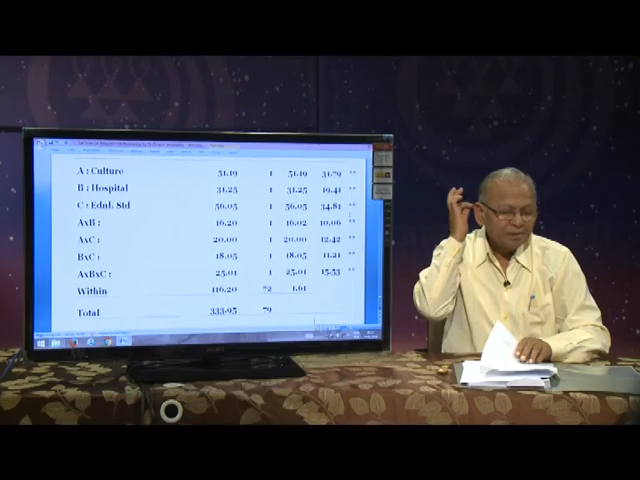 A : Culture 51.19 1 51.19 31.79 **
B : Hospital 31.25 1 31.25 19.41 **
C : Ednl. Std 56.05 1 56.05 34.81 **
AxB : 16.20 1 16.02 10.06 **
AxC : 20.00 1 20.00 12.42 **
BxC : 18.05 1 18.05 11.21 **
AxBxC : 25.01 1 25.01 15.53 **
Within 116.20 72 1.61
Total 333.95 79